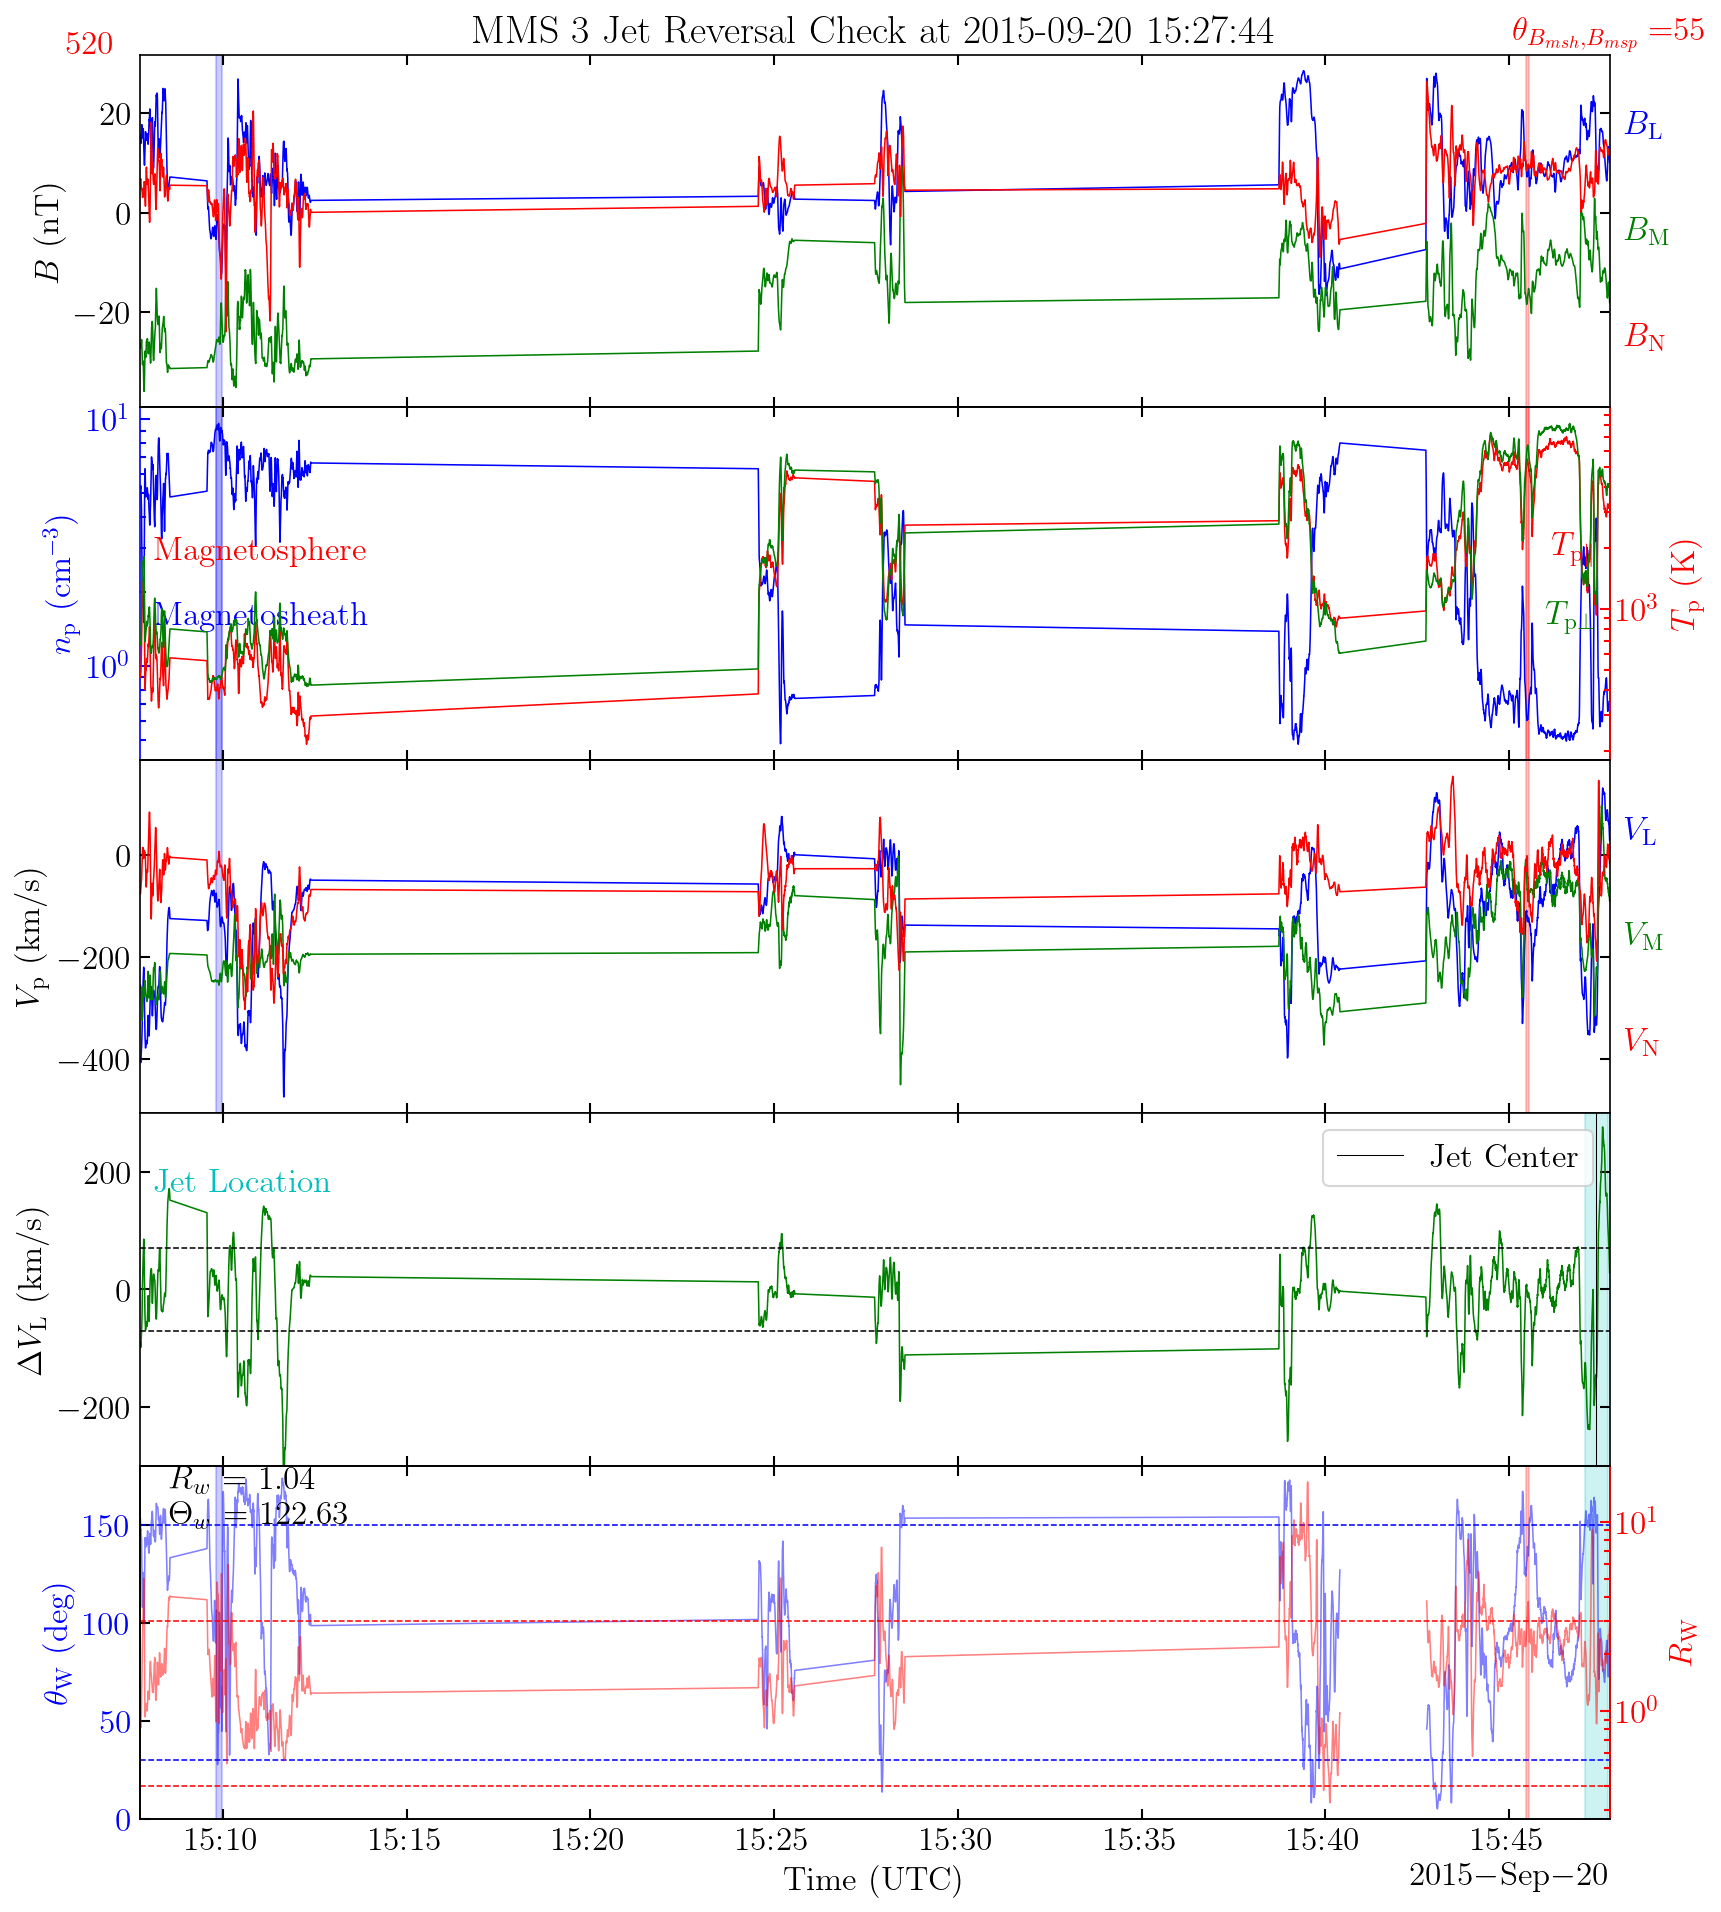 520
MMS 3 Jet Reversal Check at 2015-09-20 15:27:44
θ_{B_{msh},B_{msp}} =55
20
0
−20
B (nT)
B_L
B_M
B_N
10^1
10^0
n_p (cm^{−3})
Magnetosphere
Magnetosheath
T_{p∥}
T_{p⊥}
10^3
T_p (K)
0
−200
−400
V_p (km/s)
V_L
V_M
V_N
200
0
−200
ΔV_L (km/s)
Jet Location
Jet Center
R_w = 1.04
Θ_w = 122.63
150
100
50
0
θ_W (deg)
10^1
10^0
R_W
15:10 15:15 15:20 15:25 15:30 15:35 15:40 15:45
2015−Sep−20
Time (UTC)